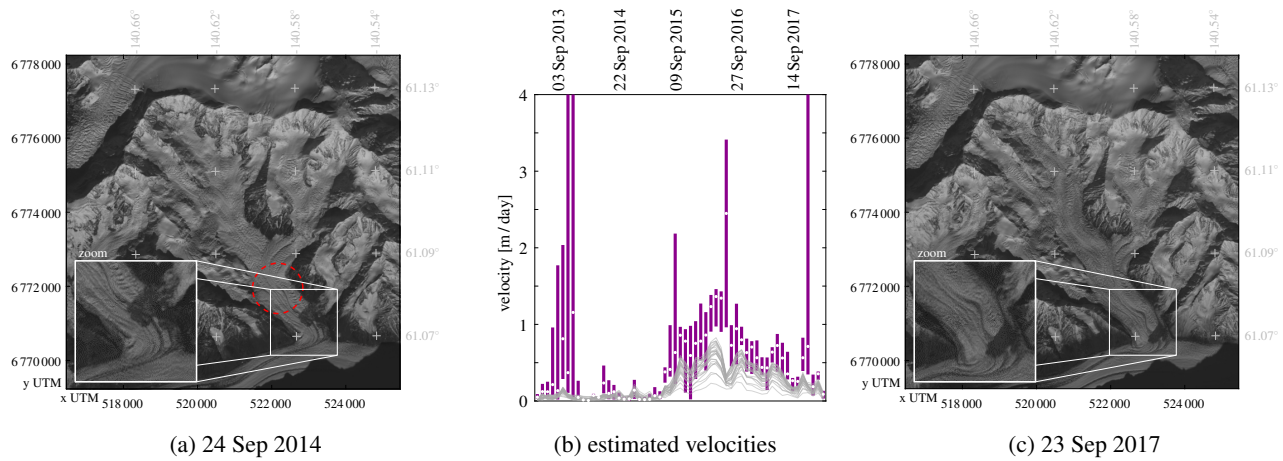 −140.66° −140.62° −140.58° −140.54°
6 778 000
6 776 000
6 774 000
6 772 000
6 770 000
y UTM
x UTM
518 000 520 000 522 000 524 000
61.13°
61.11°
61.09°
61.07°
zoom
(a) 24 Sep 2014
03 Sep 2013
22 Sep 2014
09 Sep 2015
27 Sep 2016
14 Sep 2017
velocity [m / day]
4
3
2
1
0
(b) estimated velocities
−140.66° −140.62° −140.58° −140.54°
6 778 000
6 776 000
6 774 000
6 772 000
6 770 000
y UTM
x UTM
518 000 520 000 522 000 524 000
61.13°
61.11°
61.09°
61.07°
zoom
(c) 23 Sep 2017